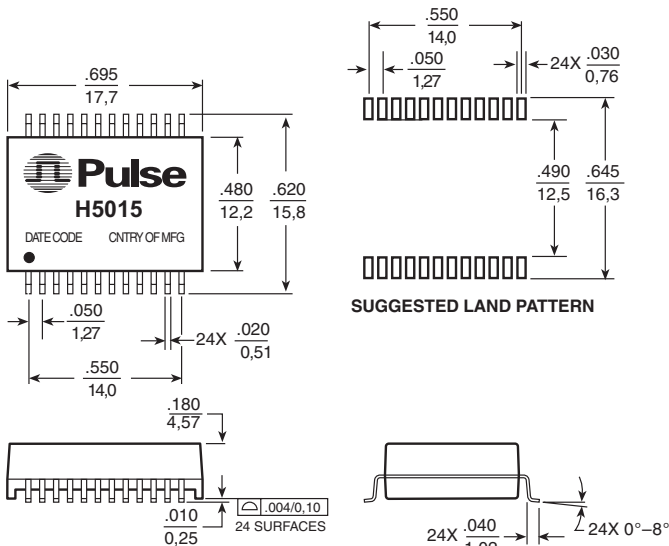 .695
17,7
Pulse
H5015
DATE CODE CNTRY OF MFG
.480
12,2
.620
15,8
.050
1,27
24X .020
0,51
.550
14,0
.550
14,0
.050
1,27
24X .030
0,76
.490
12,5
.645
16,3
SUGGESTED LAND PATTERN
.180
4,57
.010
0,25
.004/0,10
24 SURFACES
24X .040
24X 0°–8°